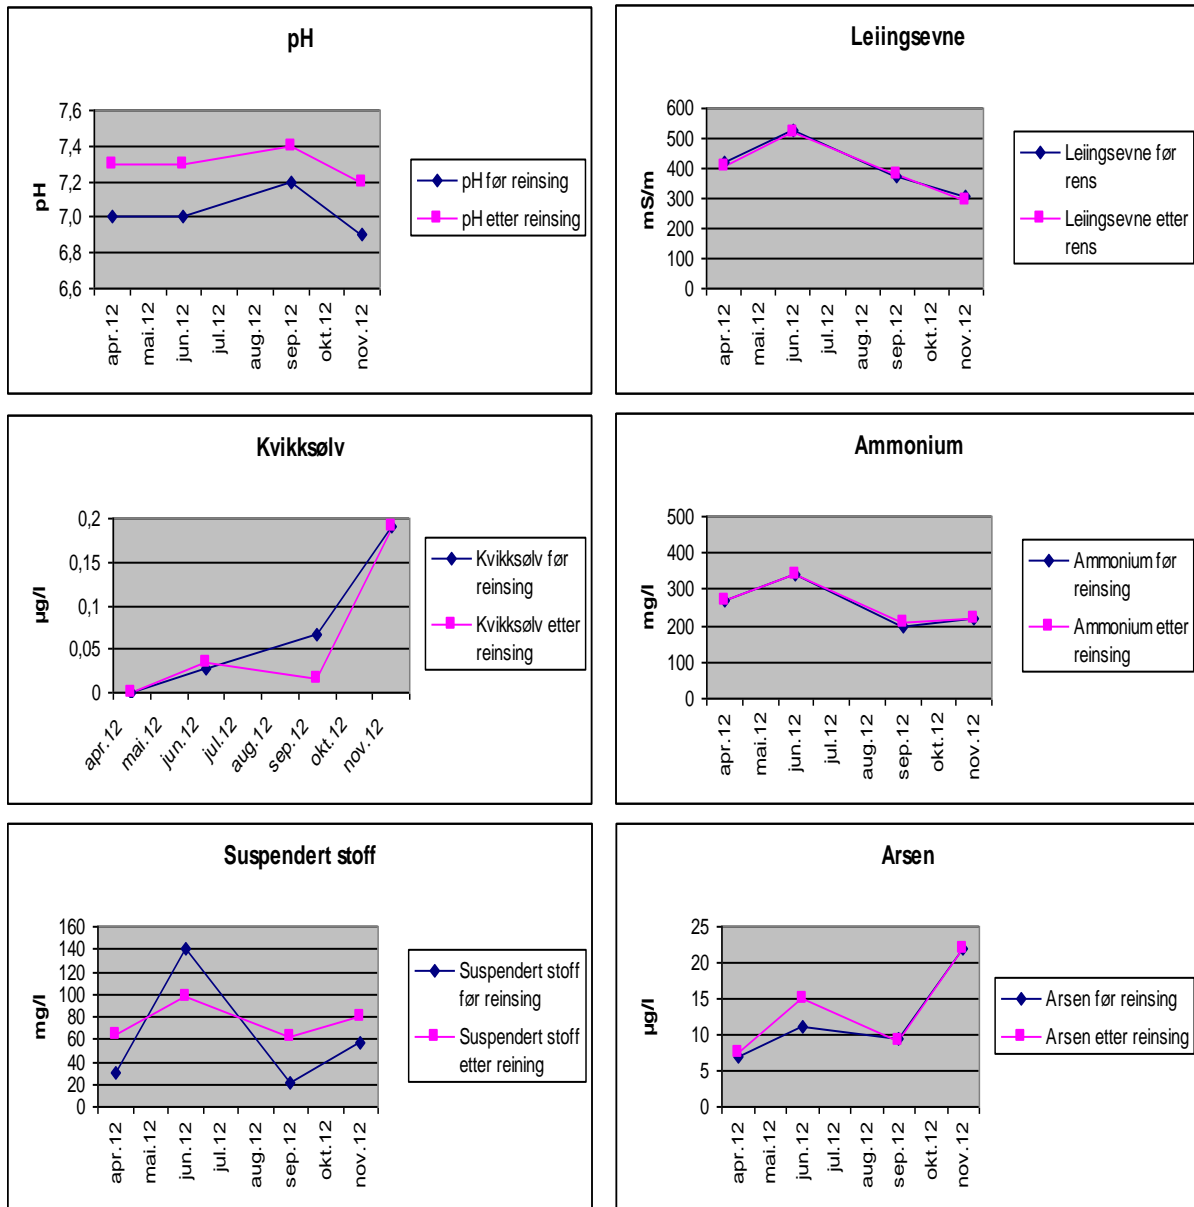 pH
7,6
7,4
7,2
7,0
6,8
6,6
pH
apr.12
mai.12
jun.12
jul.12
aug.12
sep.12
okt.12
nov.12
pH før reinsing
pH etter reinsing
Leiingsevne
600
500
400
300
200
100
0
mS/m
apr.12
mai.12
jun.12
jul.12
aug.12
sep.12
okt.12
nov.12
Leiingsevne før
rens
Leiingsevne etter
rens
Kvikksølv
0,2
0,15
0,1
0,05
0
µg/l
apr.12
mai.12
jun.12
jul.12
aug.12
sep.12
okt.12
nov.12
Kvikksølv før
reinsing
Kvikksølv etter
reinsing
Ammonium
500
400
300
200
100
0
mg/l
apr.12
mai.12
jun.12
jul.12
aug.12
sep.12
okt.12
nov.12
Ammonium før
reinsing
Ammonium etter
reinsing
Suspendert stoff
160
140
120
100
80
60
40
20
0
mg/l
apr.12
mai.12
jun.12
jul.12
aug.12
sep.12
okt.12
nov.12
Suspendert stoff
før reinsing
Suspendert stoff
etter reining
Arsen
25
20
15
10
5
0
µg/l
apr.12
mai.12
jun.12
jul.12
aug.12
sep.12
okt.12
nov.12
Arsen før reinsing
Arsen etter reinsing